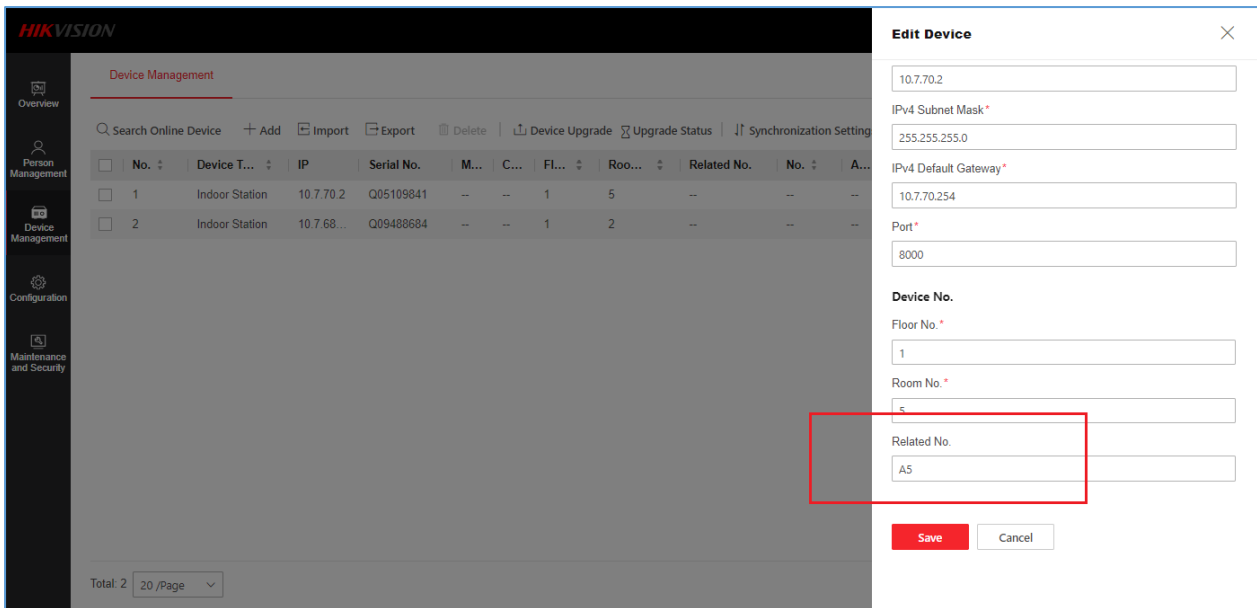 HIKVISION
Edit Device
Overview
Person
Management
Device
Management
Configuration
Maintenance
and Security
Device Management
Search Online Device Add Import Export Delete Device Upgrade Upgrade Status Synchronization Setting
No. Device T... IP Serial No. M... C... Fl... Roo... Related No. No. A...
1 Indoor Station 10.7.70.2 Q05109841 -- -- 1 5 -- -- --
2 Indoor Station 10.7.68... Q09488684 -- -- 1 2 -- -- --
Total: 2 20 /Page
10.7.70.2
IPv4 Subnet Mask*
255.255.255.0
IPv4 Default Gateway*
10.7.70.254
Port*
8000
Device No.
Floor No.*
1
Room No.*
5
Related No.
A5
Save Cancel